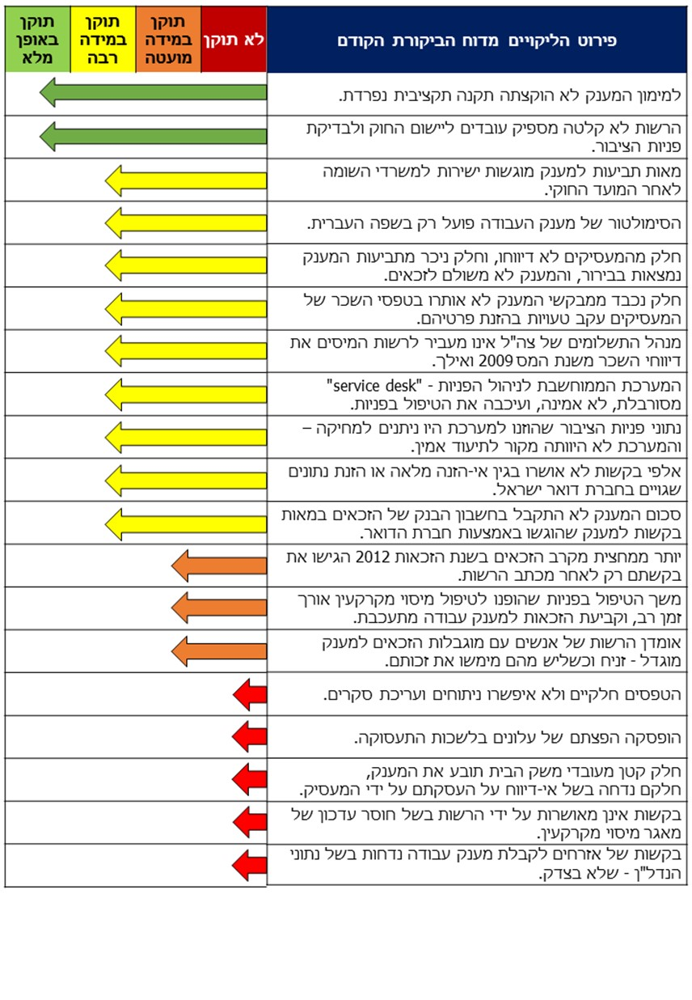 פירוט הליקויים מדוח הביקורת הקודם
לא תוקן
תוקן
במידה
מועטה
תוקן
במידה
רבה
תוקן
באופן
מלא
למימון המענק לא הוקצתה תקנה תקציבית נפרדת.
הרשות לא קלטה מספיק עובדים ליישום החוק ולבדיקת
פניות הציבור.
מאות תביעות למענק מוגשות ישירות למשרדי השומה
לאחר המועד החוקי.
הסימולטור של מענק העבודה פועל רק בשפה העברית.
חלק מהמעסיקים לא דיווחו, וחלק ניכר מתביעות המענק
נמצאות בבירור, והמענק לא משולם לזכאים.
חלק נכבד ממבקשי המענק לא אותרו בטפסי השכר של
המעסיקים עקב טעויות בהזנת פרטיהם.
מנהל התשלומים של צה"ל אינו מעביר לרשות המיסים את
דיווחי השכר משנת המס 2009 ואילך.
המערכת הממוחשבת לניהול הפניות - "service desk"
מסורבלת, לא אמינה, ועיכבה את הטיפול בפניות.
נתוני פניות הציבור שהוזנו למערכת היו ניתנים למחיקה –
והמערכת לא היוותה מקור לתיעוד אמין.
אלפי בקשות לא אושרו בגין אי-הזנה מלאה או הזנת נתונים
שגויים בחברת דואר ישראל.
סכום המענק לא התקבל בחשבון הבנק של הזכאים במאות
בקשות למענק שהוגשו באמצעות חברת הדואר.
יותר ממחצית מקרב הזכאים בשנת הזכאות 2012 הגישו את
בקשתם רק לאחר מכתב הרשות.
משך הטיפול בפניות שהופנו לטיפול מיסוי מקרקעין אורך
זמן רב, וקביעת הזכאות למענק עבודה מתעכבת.
אומדן הרשות של אנשים עם מוגבלות הזכאים למענק
מוגדל - זניח וכשליש מהם מימשו את זכותם.
הטפסים חלקיים ולא איפשרו ניתוחים ועריכת סקרים.
הופסקה הפצתם של עלונים בלשכות התעסוקה.
חלק קטן מעובדי משק הבית תובע את המענק,
חלקם נדחה בשל אי-דיווח על העסקתם על ידי המעסיק.
בקשות אינן מאושרות על ידי הרשות בשל חוסר עדכון של
מאגר מיסוי מקרקעין.
בקשות של אזרחים לקבלת מענק עבודה נדחות בשל נתוני
הנדל"ן - שלא בצדק.